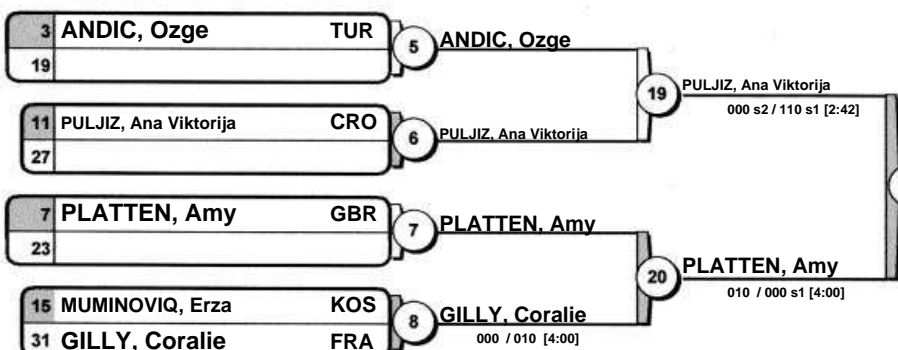 3 ANDIC, Ozge TUR
19
5
ANDIC, Ozge
11 PULJIZ, Ana Viktorija CRO
27
6
PULJIZ, Ana Viktorija
19
PULJIZ, Ana Viktorija
000 s2 / 110 s1 [2:42]
7 PLATTEN, Amy GBR
23
7
PLATTEN, Amy
15 MUMINOVIQ, Erza KOS
31 GILLY, Coralie FRA
8
GILLY, Coralie
000 / 010 [4:00]
20
PLATTEN, Amy
010 / 000 s1 [4:00]